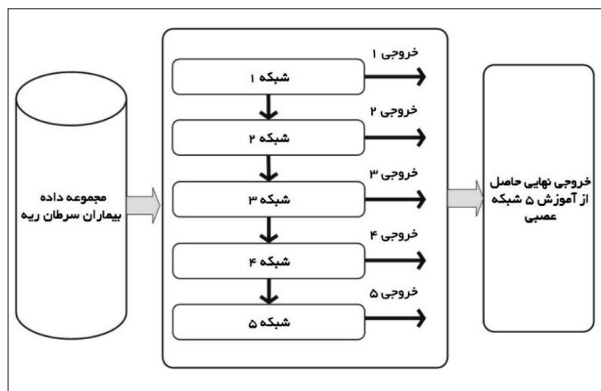 مجموعه داده
بیماران سرطان ریه
خروجی ۱
شبکه ۱
خروجی ۲
شبکه ۲
خروجی ۳
شبکه ۳
خروجی ۴
شبکه ۴
خروجی ۵
شبکه ۵
خروجی نهایی حاصل
از آموزش ۵ شبکه
عصبی